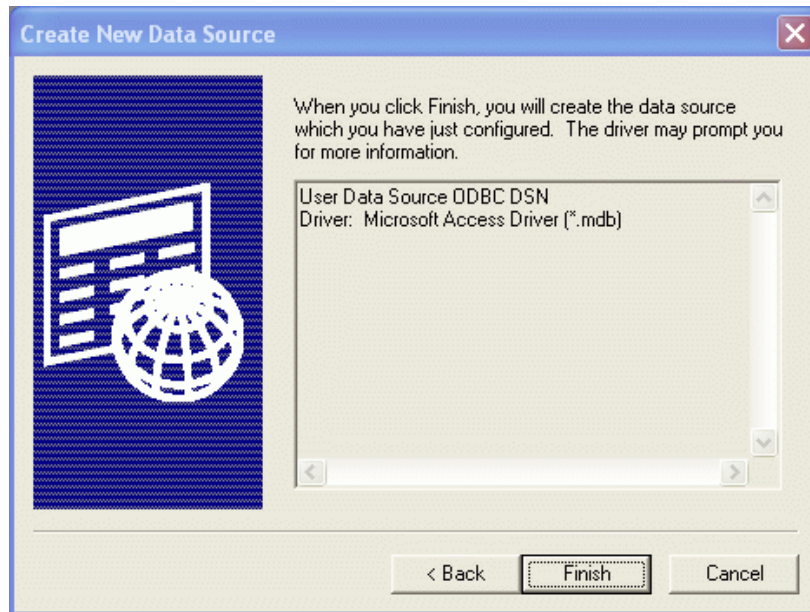 Create New Data Source
When you click Finish, you will create the data source
which you have just configured.  The driver may prompt you
for more information.
User Data Source ODBC DSN
Driver:  Microsoft Access Driver (*.mdb)
< Back
Finish
Cancel